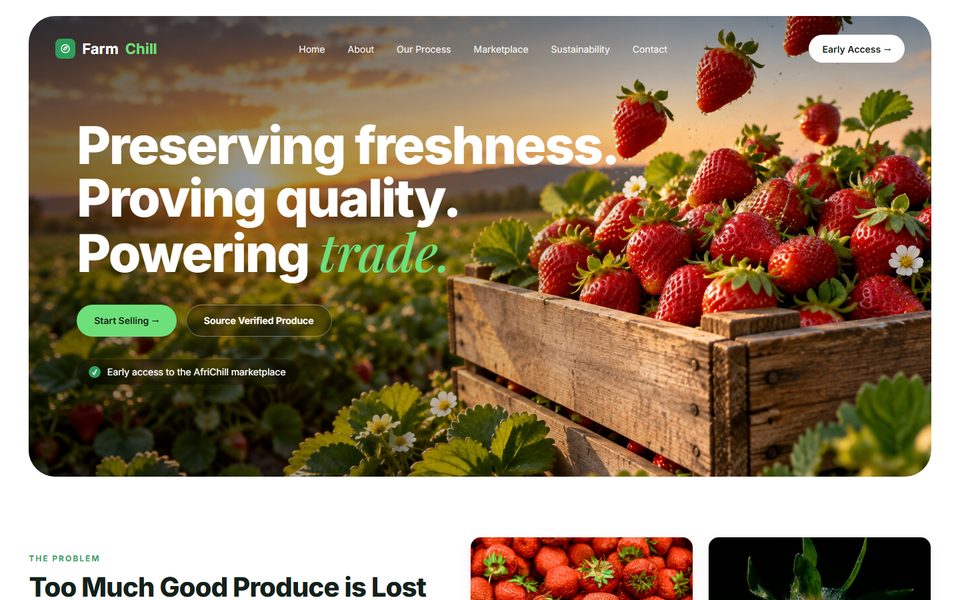 Farm Chill
Home About Our Process Marketplace Sustainability Contact
Early Access →
Preserving freshness.
Proving quality.
Powering trade.
Start Selling →
Source Verified Produce
Early access to the AfriChill marketplace
THE PROBLEM
Too Much Good Produce is Lost